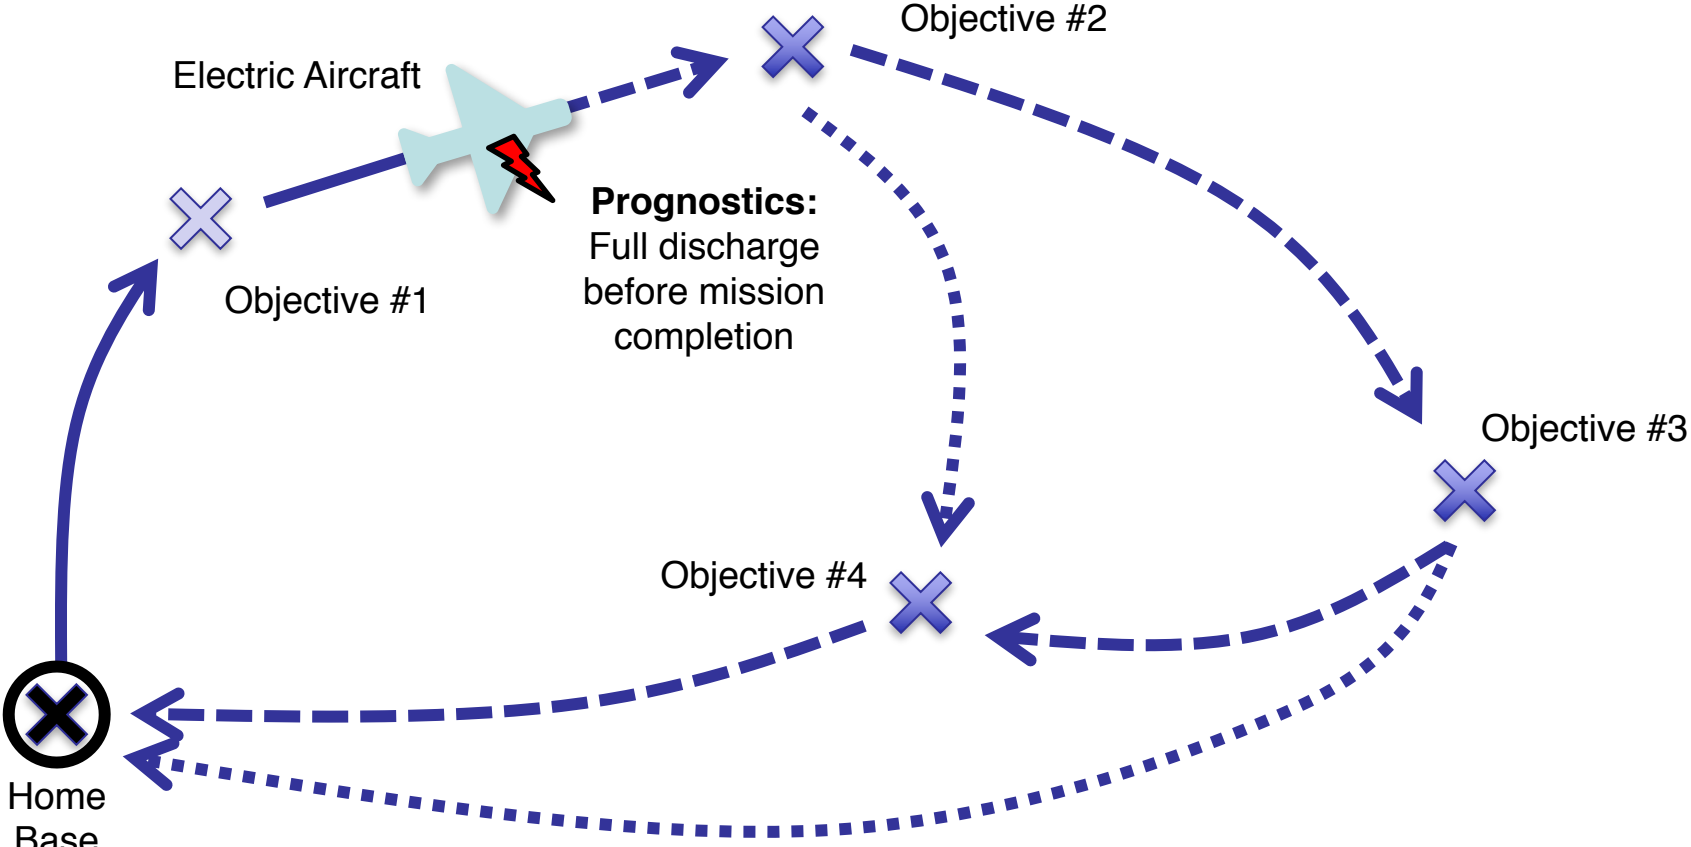 Objective #2
Electric Aircraft
Prognostics:
Full discharge
before mission
completion
Objective #1
Objective #3
Objective #4
Home
Base